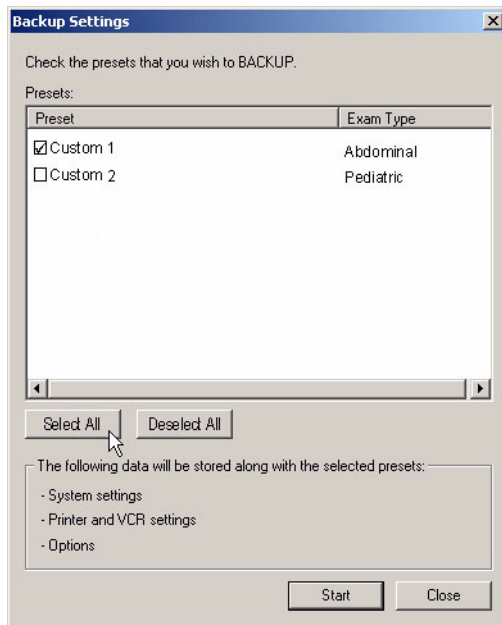 Backup Settings
Check the presets that you wish to BACKUP.
Presets:
Preset Exam Type
Custom 1 Abdominal
Custom 2 Pediatric
Select All Deselect All
The following data will be stored along with the selected presets:
- System settings
- Printer and VCR settings
- Options
Start Close